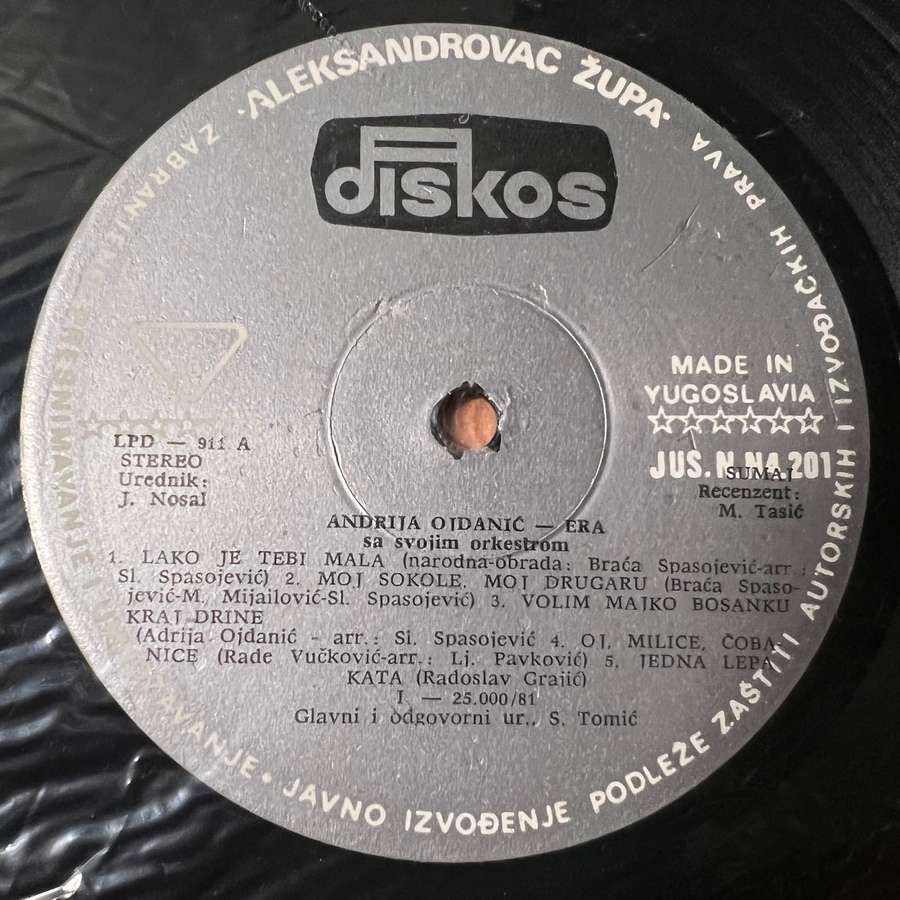 ·ALEKSANDROVAC ŽUPA·
diskos
MADE IN
YUGOSLAVIA
JUS.N.N4.201
LPD — 911 A
STEREO
Urednik:
J. Nosal
SUMAJ
Recenzent:
M. Tasić
ANDRIJA OJDANIĆ — ERA
sa svojim orkestrom
1. LAKO JE TEBI MALA (narodna-obrada: Braća Spasojević-arr.:
Sl. Spasojević) 2. MOJ SOKOLE, MOJ DRUGARU (Braća Spaso-
jević-M, Mijailović-Sl. Spasojević) 3. VOLIM MAJKO BOSANKU
KRAJ DRINE
(Adrija Ojdanić - arr.: Sl. Spasojević 4. OJ, MILICE, ČOBA-
NICE (Rade Vučković-arr.: Lj. Pavković) 5. JEDNA LEPA
KATA (Radoslav Grajić)
I — 25.000/81
Glavni i odgovorni ur., S. Tomić
JAVNO IZVOĐENJE PODLEŽE ZAŠTITI AUTORSKIH I IZVOĐAČKIH PRAVA
ZABRANJENO